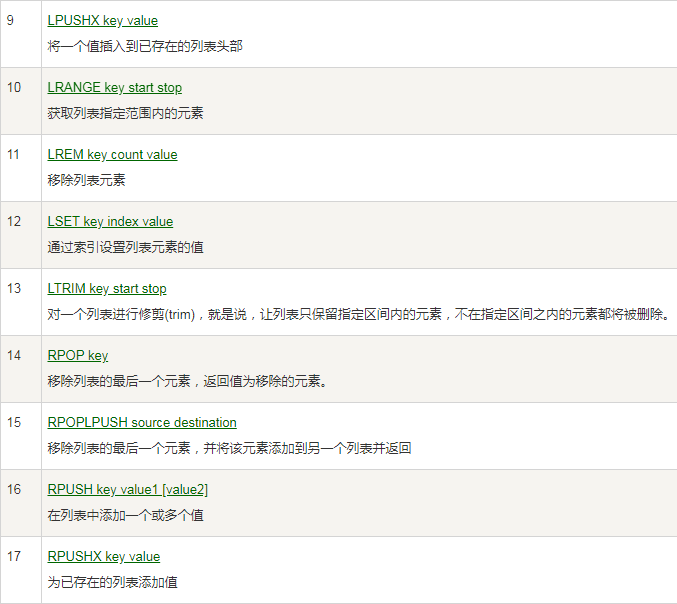 9
LPUSHX key value
将一个值插入到已存在的列表头部
10
LRANGE key start stop
获取列表指定范围内的元素
11
LREM key count value
移除列表元素
12
LSET key index value
通过索引设置列表元素的值
13
LTRIM key start stop
对一个列表进行修剪(trim)，就是说，让列表只保留指定区间内的元素，不在指定区间之内的元素都将被删除。
14
RPOP key
移除列表的最后一个元素，返回值为移除的元素。
15
RPOPLPUSH source destination
移除列表的最后一个元素，并将该元素添加到另一个列表并返回
16
RPUSH key value1 [value2]
在列表中添加一个或多个值
17
RPUSHX key value
为已存在的列表添加值